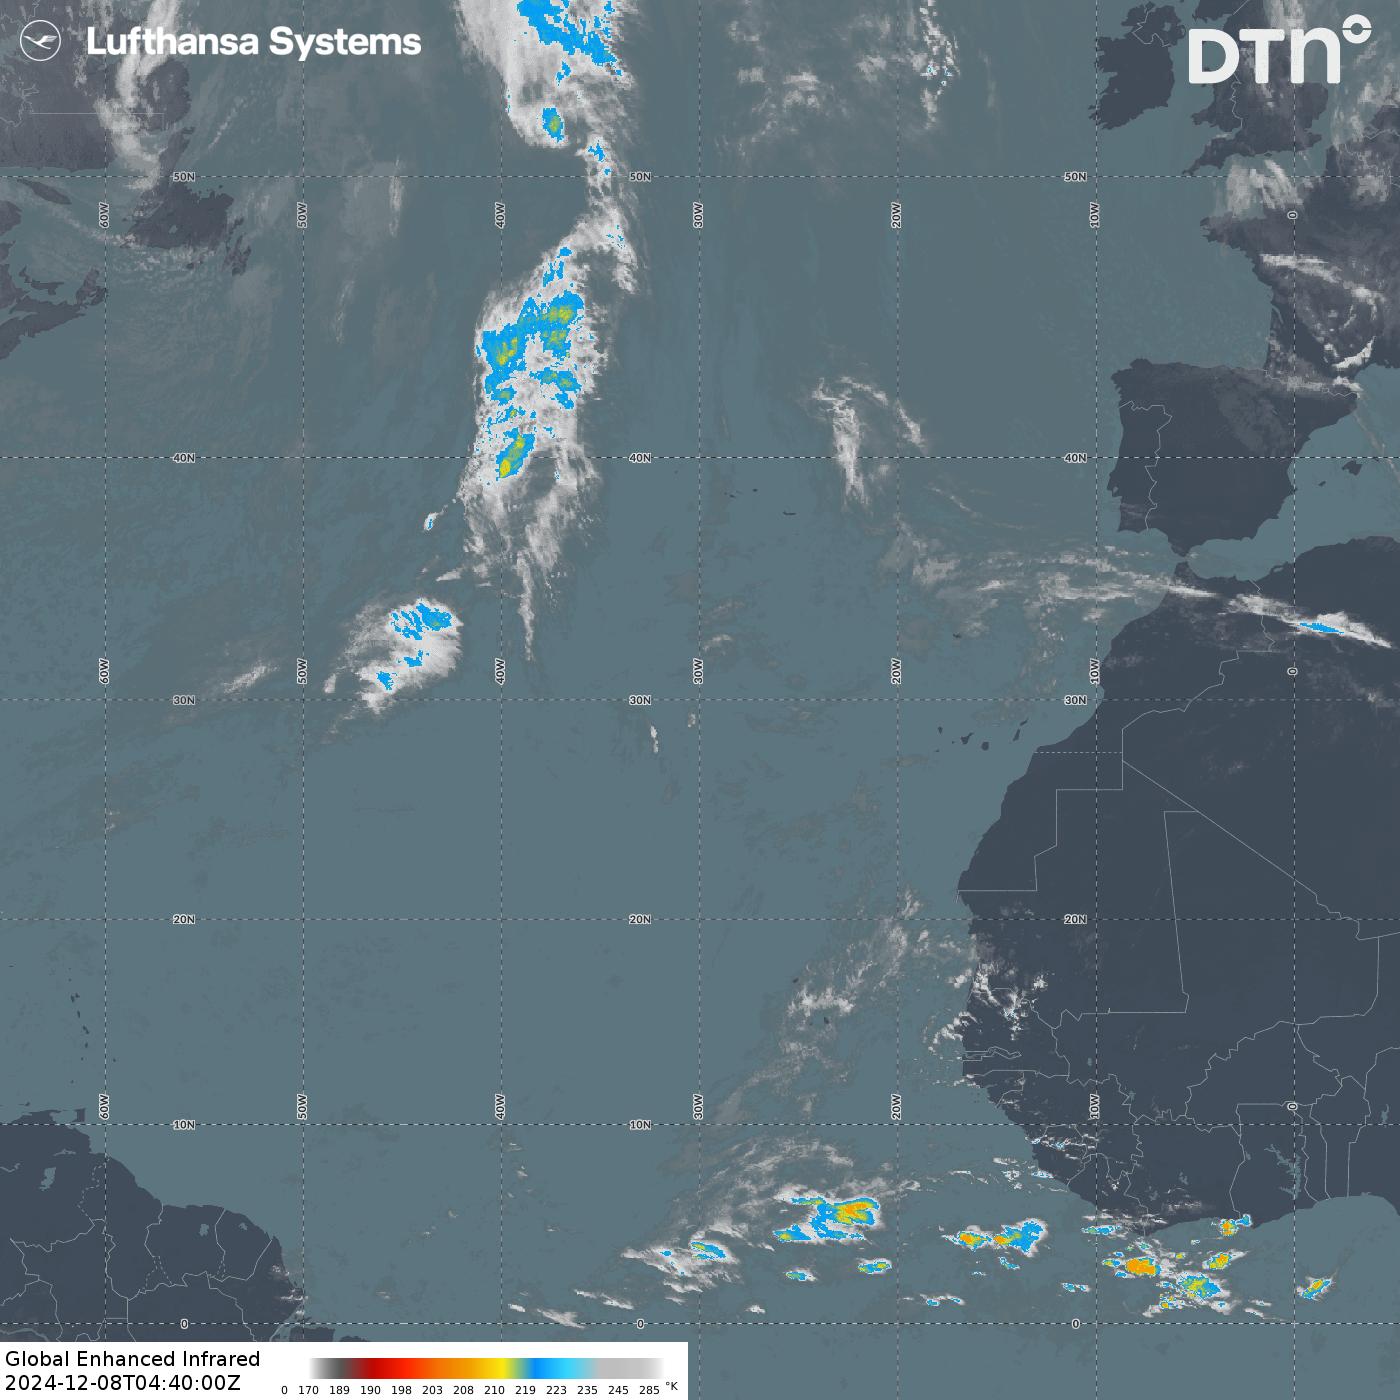 Lufthansa Systems
DTN
50N 50N 50N
60W 50W 40W 30W 20W 10W 0
40N 40N 40N
60W 50W 40W 30W 20W 10W 0
30N 30N 30N
20N 20N 20N
60W 50W 40W 30W 20W 10W 0
10N 10N 10N
0 0 0
Global Enhanced Infrared
2024-12-08T04:40:00Z
0 170 189 190 198 203 208 210 219 223 235 245 285 °K